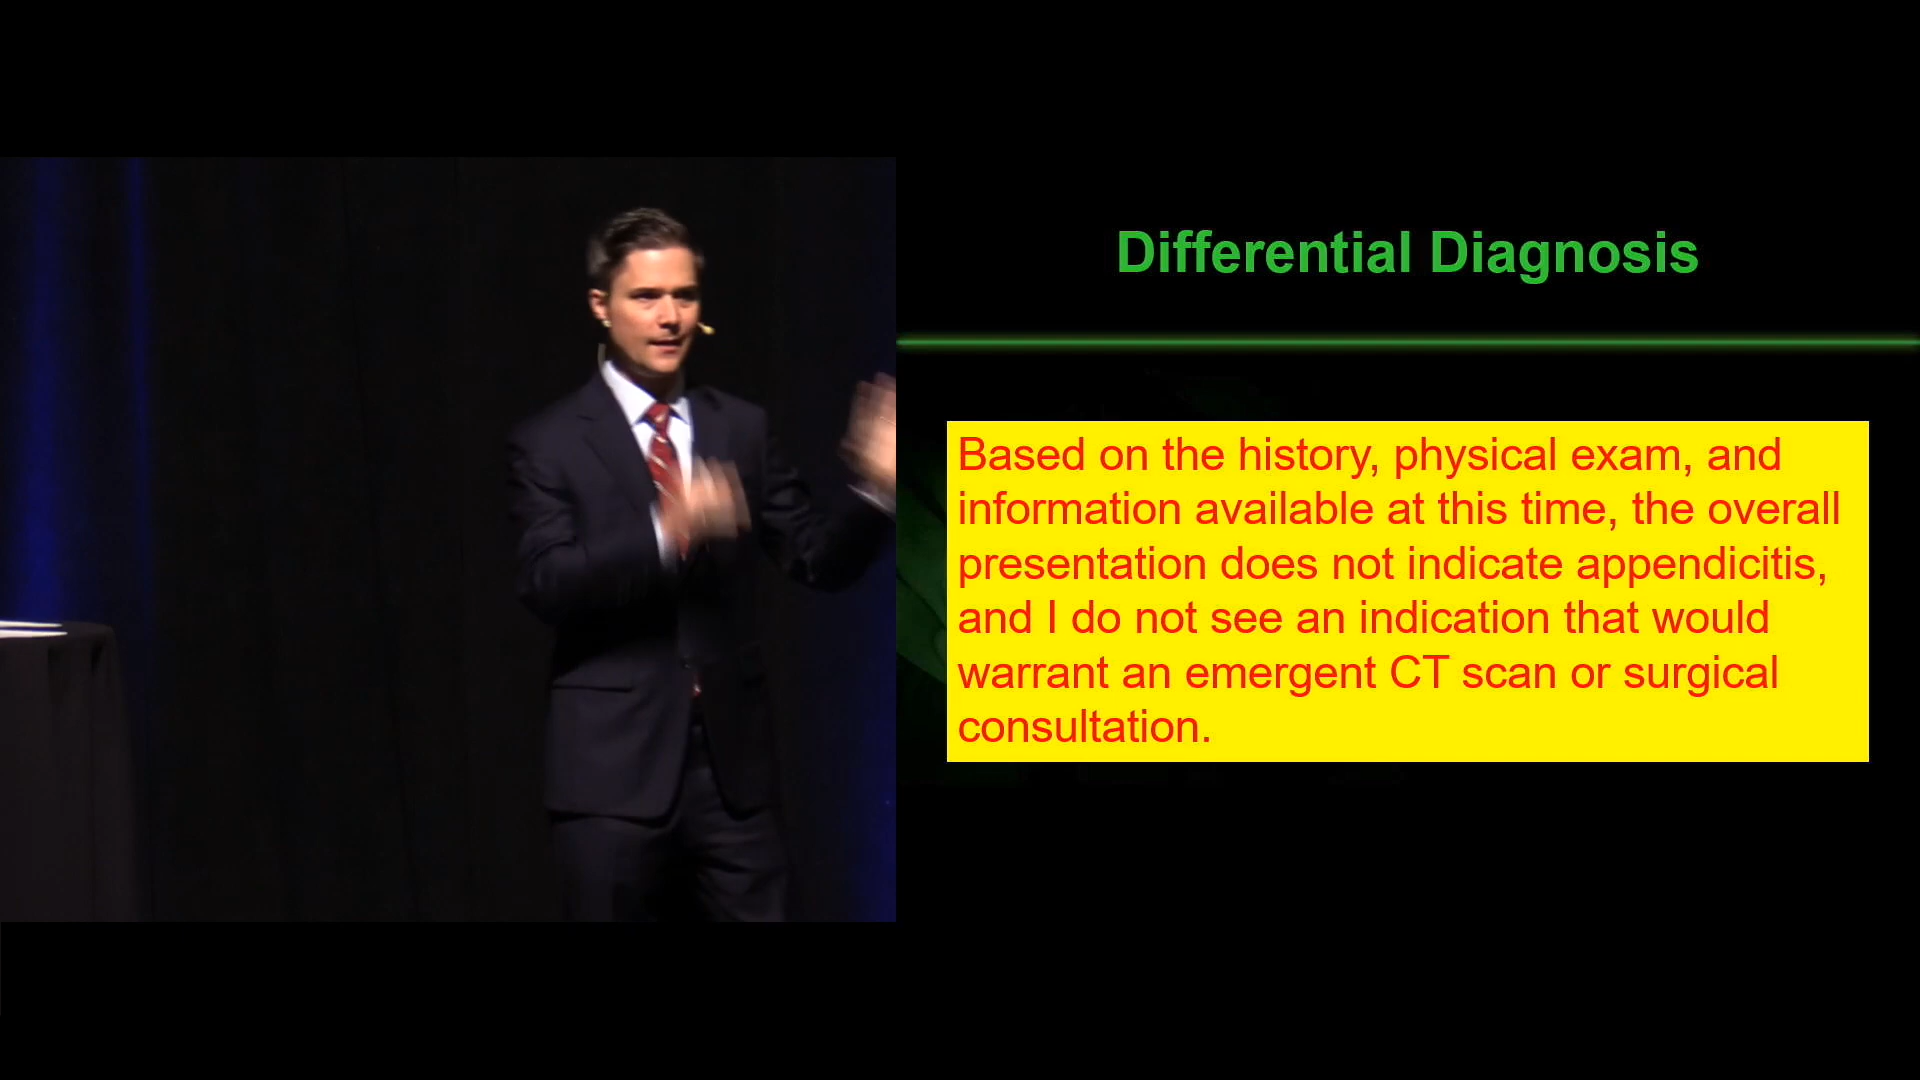 Differential Diagnosis
Based on the history, physical exam, and
information available at this time, the overall
presentation does not indicate appendicitis,
and I do not see an indication that would
warrant an emergent CT scan or surgical
consultation.